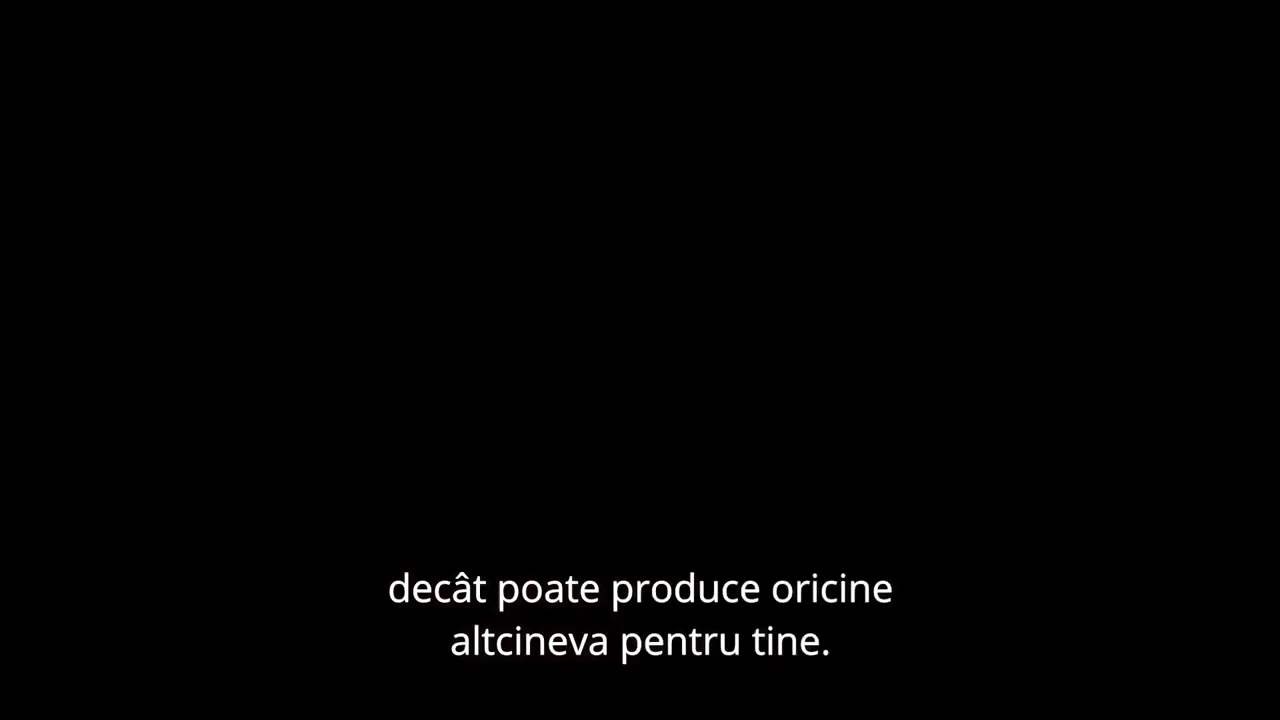 decât poate produce oricine
altcineva pentru tine.